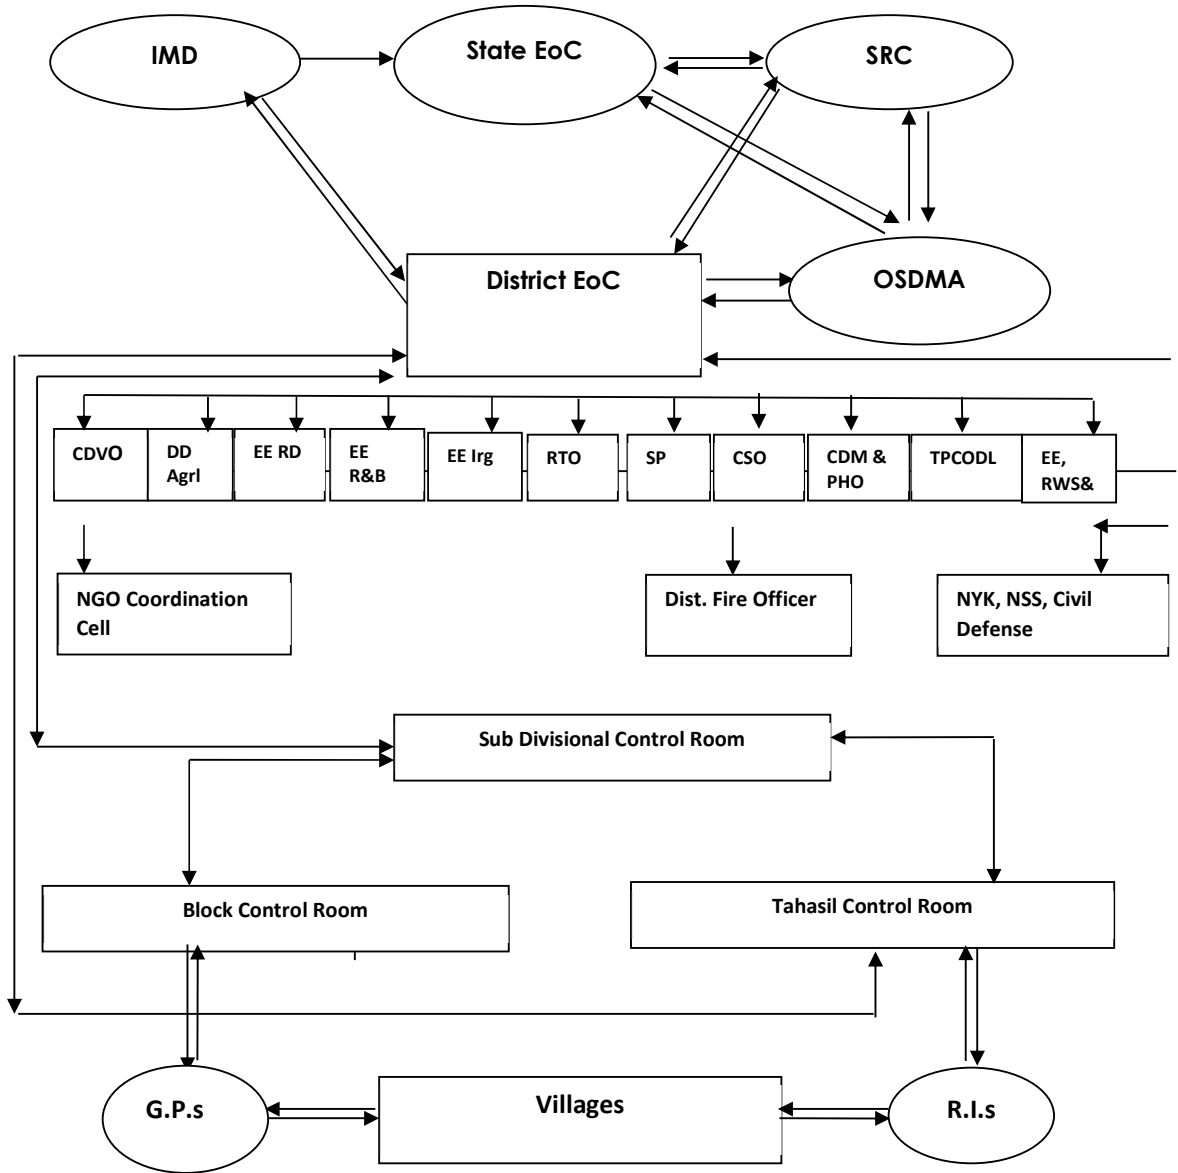 IMD
State EoC
SRC
District EoC
OSDMA
CDVO
DD
Agrl
EE RD
EE
R&B
EE Irg
RTO
SP
CSO
CDM &
PHO
TPCODL
EE,
RWS&
NGO Coordination
Cell
Dist. Fire Officer
NYK, NSS, Civil
Defense
Sub Divisional Control Room
Block Control Room
Tahasil Control Room
G.P.s
Villages
R.I.s